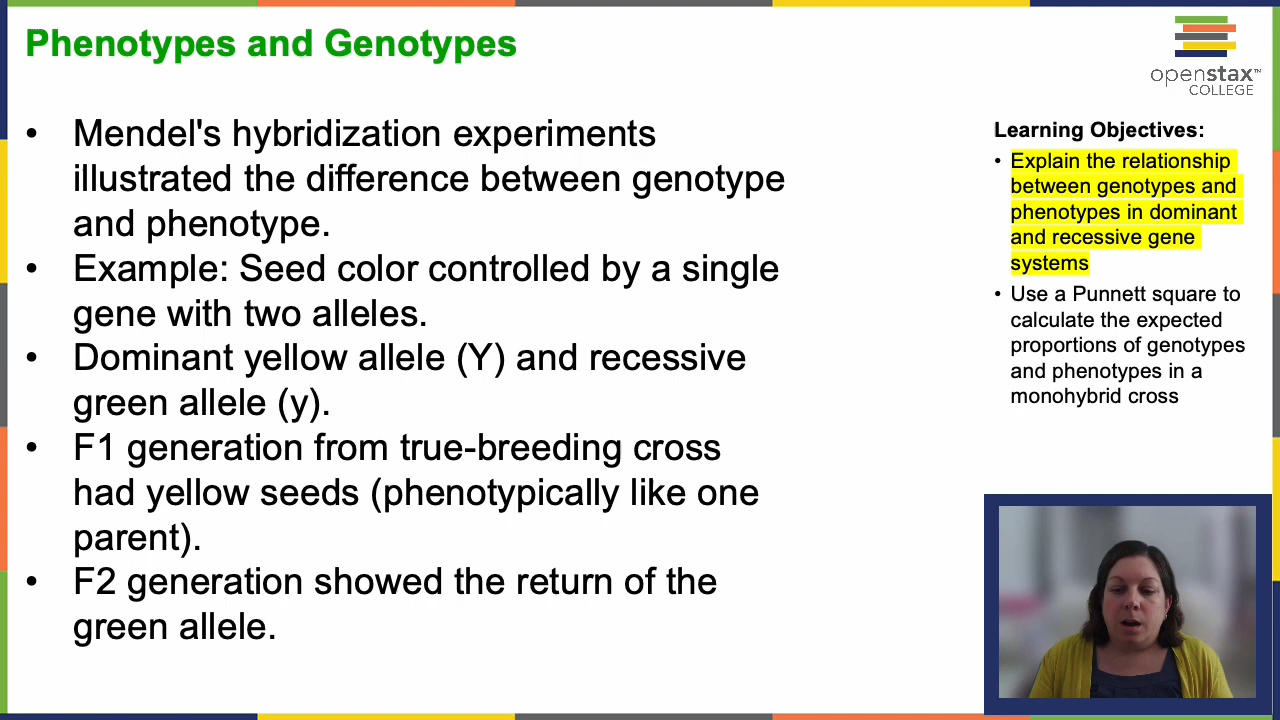 Phenotypes and Genotypes
openstax™
COLLEGE
• Mendel's hybridization experiments
illustrated the difference between genotype
and phenotype.
• Example: Seed color controlled by a single
gene with two alleles.
• Dominant yellow allele (Y) and recessive
green allele (y).
• F1 generation from true-breeding cross
had yellow seeds (phenotypically like one
parent).
• F2 generation showed the return of the
green allele.
Learning Objectives:
• Explain the relationship
between genotypes and
phenotypes in dominant
and recessive gene
systems
• Use a Punnett square to
calculate the expected
proportions of genotypes
and phenotypes in a
monohybrid cross